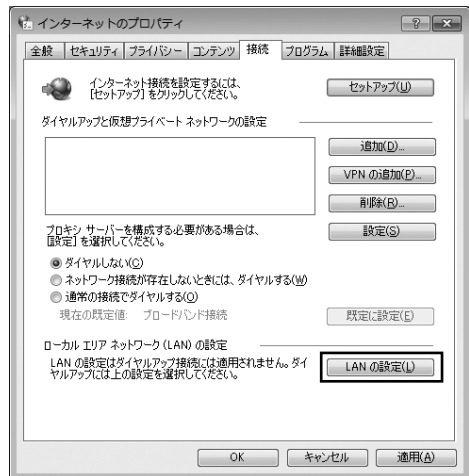 インターネットのプロパティ
全般 セキュリティ プライバシー コンテンツ 接続 プログラム 詳細設定
インターネット接続を設定するには、
[セットアップ] をクリックしてください。
セットアップ(U)
ダイヤルアップと仮想プライベート ネットワークの設定
追加(D)...
VPN の追加(P)...
削除(R)...
プロキシ サーバーを構成する必要がある場合は、
[設定] を選択してください。
設定(S)
ダイヤルしない(C)
ネットワーク接続が存在しないときには、ダイヤルする(W)
通常の接続でダイヤルする(O)
現在の既定値: ブロードバンド接続
既定に設定(E)
ローカル エリア ネットワーク (LAN) の設定
LAN の設定はダイヤルアップ接続には適用されません。ダイ
ヤルアップには上の設定を選択してください。
LAN の設定(L)
OK キャンセル 適用(A)